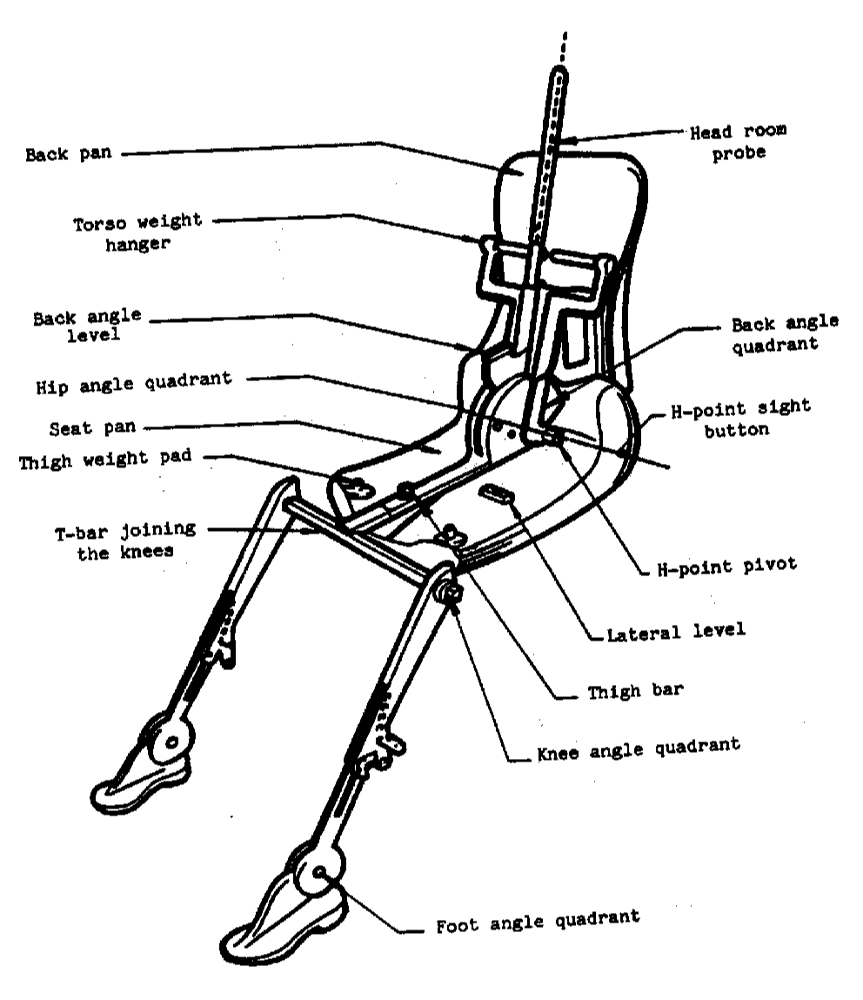 Head room
probe
Back pan
Torso weight
hanger
Back angle
level
Back angle
quadrant
Hip angle quadrant
H-point sight
button
Seat pan
Thigh weight pad
T-bar joining
the knees
H-point pivot
Lateral level
Thigh bar
Knee angle quadrant
Foot angle quadrant